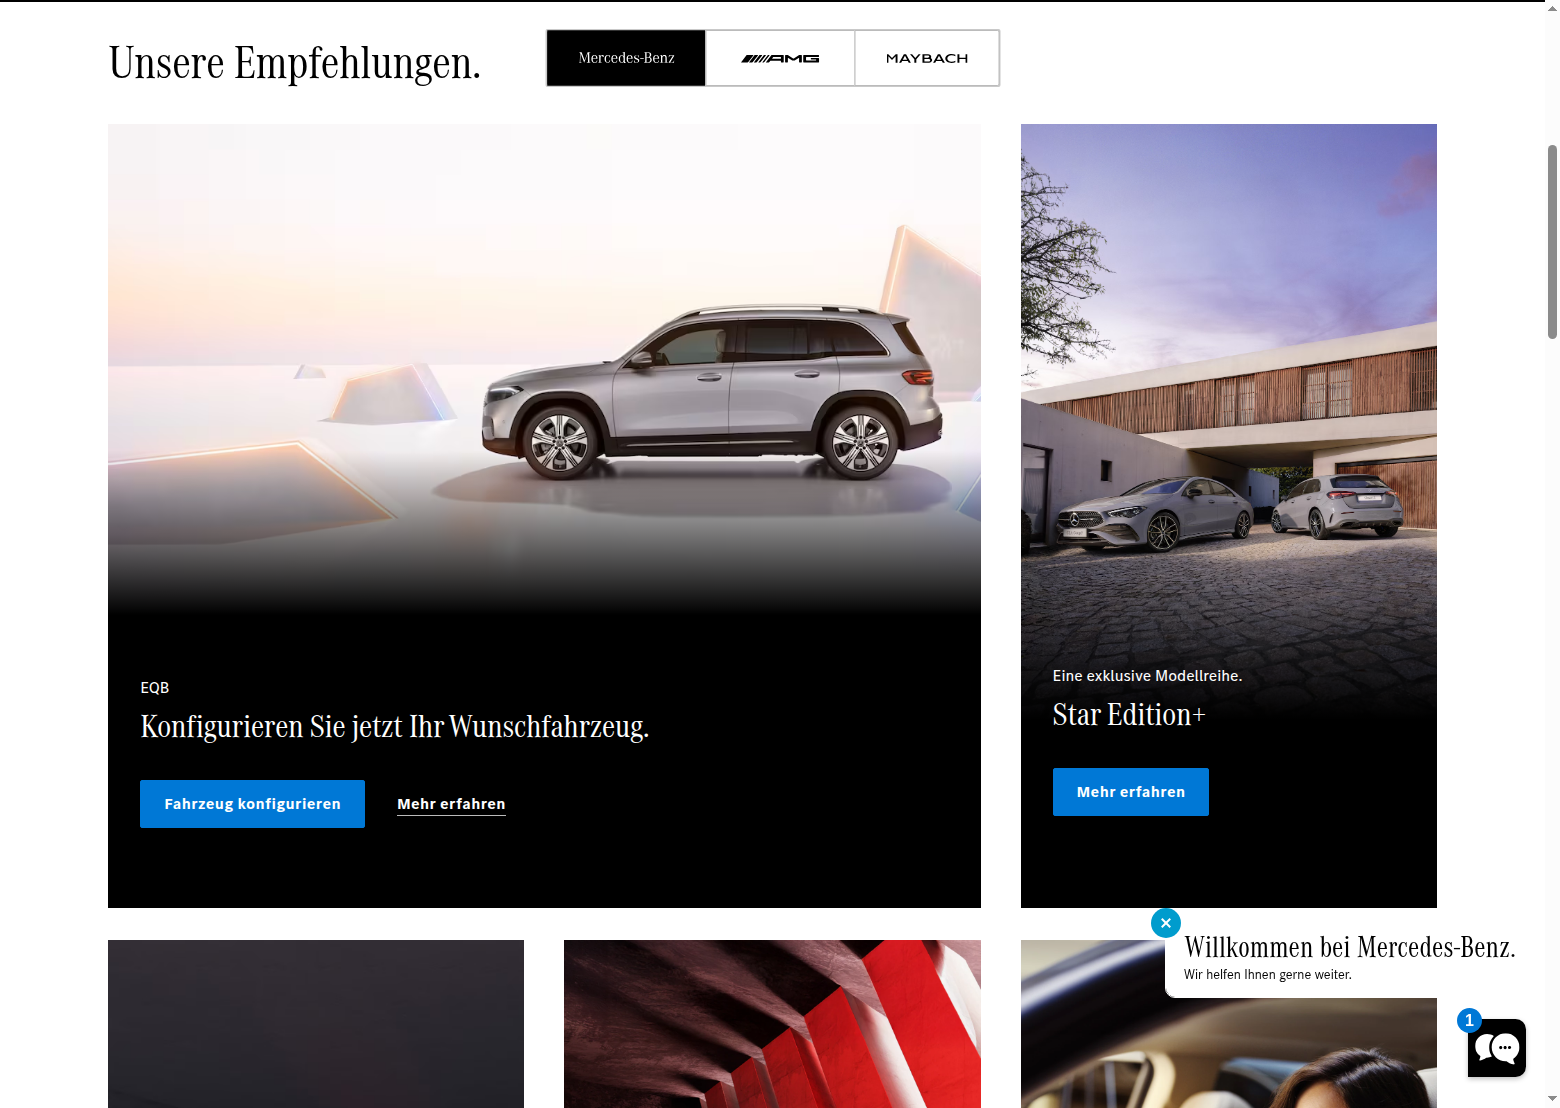 Unsere Empfehlungen.
Mercedes-Benz
AMG
MAYBACH
EQB
Konfigurieren Sie jetzt Ihr Wunschfahrzeug.
Fahrzeug konfigurieren
Mehr erfahren
Eine exklusive Modellreihe.
Star Edition+
Mehr erfahren
Willkommen bei Mercedes-Benz.
Wir helfen Ihnen gerne weiter.
1